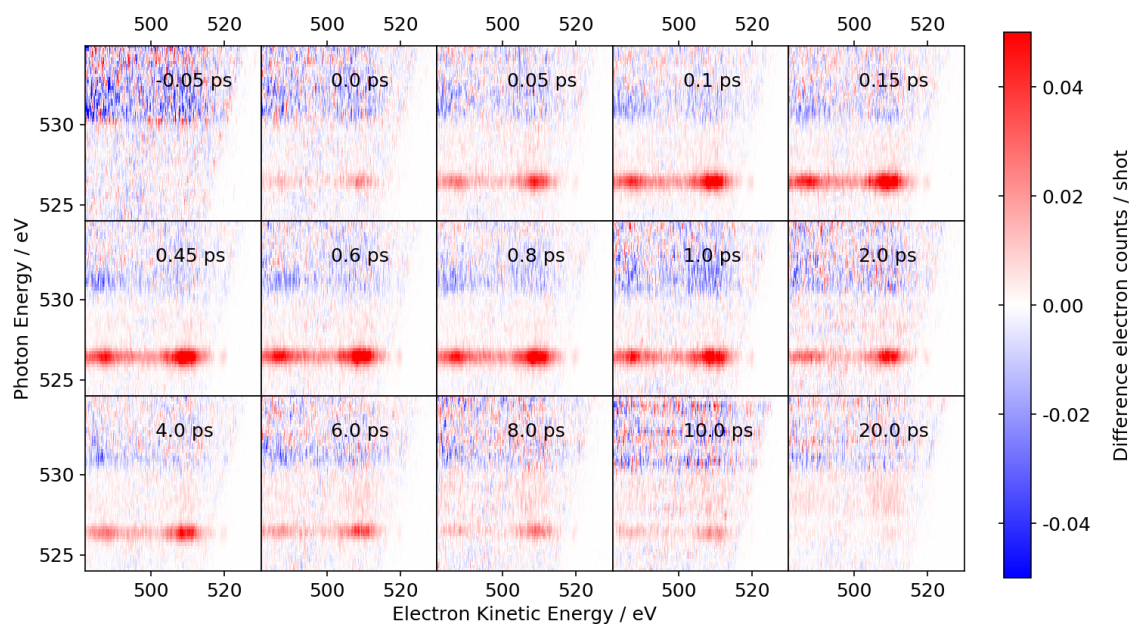 500 520 500 520 500 520 500 520 500 520
-0.05 ps 0.0 ps 0.05 ps 0.1 ps 0.15 ps
530
525
0.45 ps 0.6 ps 0.8 ps 1.0 ps 2.0 ps
530
525
4.0 ps 6.0 ps 8.0 ps 10.0 ps 20.0 ps
530
525
500 520 500 520 500 520 500 520 500 520
Electron Kinetic Energy / eV
Photon Energy / eV
0.04
0.02
0.00
-0.02
-0.04
Difference electron counts / shot